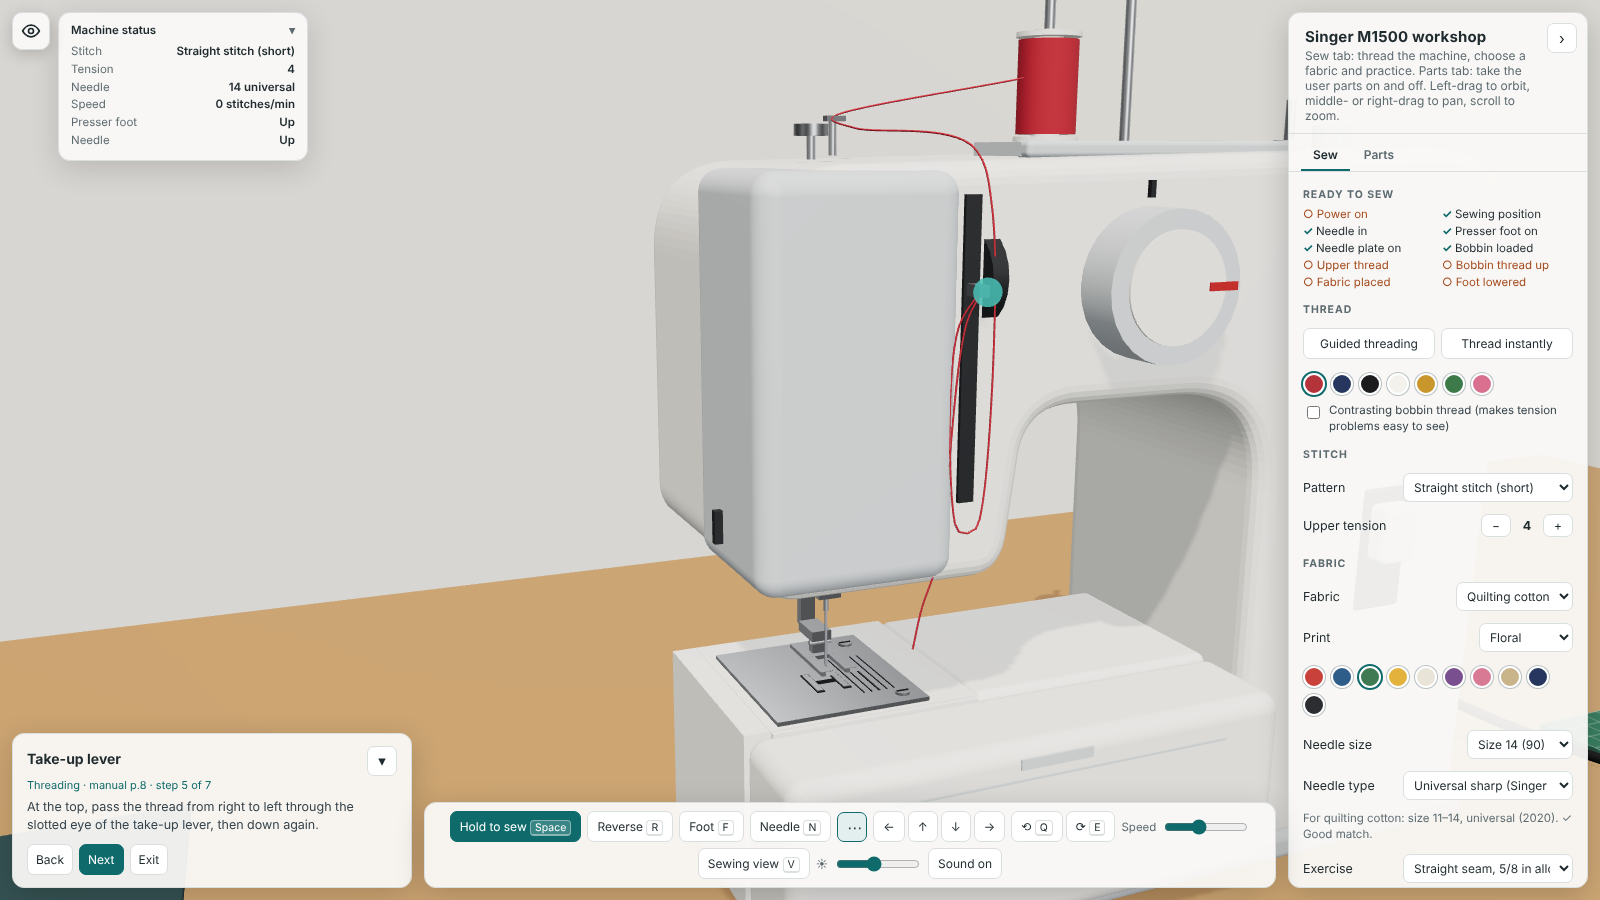 Machine status ▾
Stitch Straight stitch (short)
Tension 4
Needle 14 universal
Speed 0 stitches/min
Presser foot Up
Needle Up
Singer M1500 workshop ›
Sew tab: thread the machine, choose a
fabric and practice. Parts tab: take the
user parts on and off. Left-drag to orbit,
middle- or right-drag to pan, scroll to
zoom.
Sew Parts
READY TO SEW
Power on ✓ Sewing position
✓ Needle in ✓ Presser foot on
✓ Needle plate on ✓ Bobbin loaded
Upper thread Bobbin thread up
Fabric placed Foot lowered
THREAD
Guided threading Thread instantly
Contrasting bobbin thread (makes tension
problems easy to see)
STITCH
Pattern Straight stitch (short)
Upper tension − 4 +
FABRIC
Fabric Quilting cotton
Print Floral
Needle size Size 14 (90)
Needle type Universal sharp (Singer
For quilting cotton: size 11–14, universal (2020). ✓
Good match.
Exercise Straight seam, 5/8 in allo
Take-up lever ▾
Threading · manual p.8 · step 5 of 7
At the top, pass the thread from right to left through the
slotted eye of the take-up lever, then down again.
Back Next Exit
Hold to sew Space Reverse R Foot F Needle N ... ← ↑ ↓ → ⟲ Q ⟳ E Speed
Sewing view V ☀ Sound on